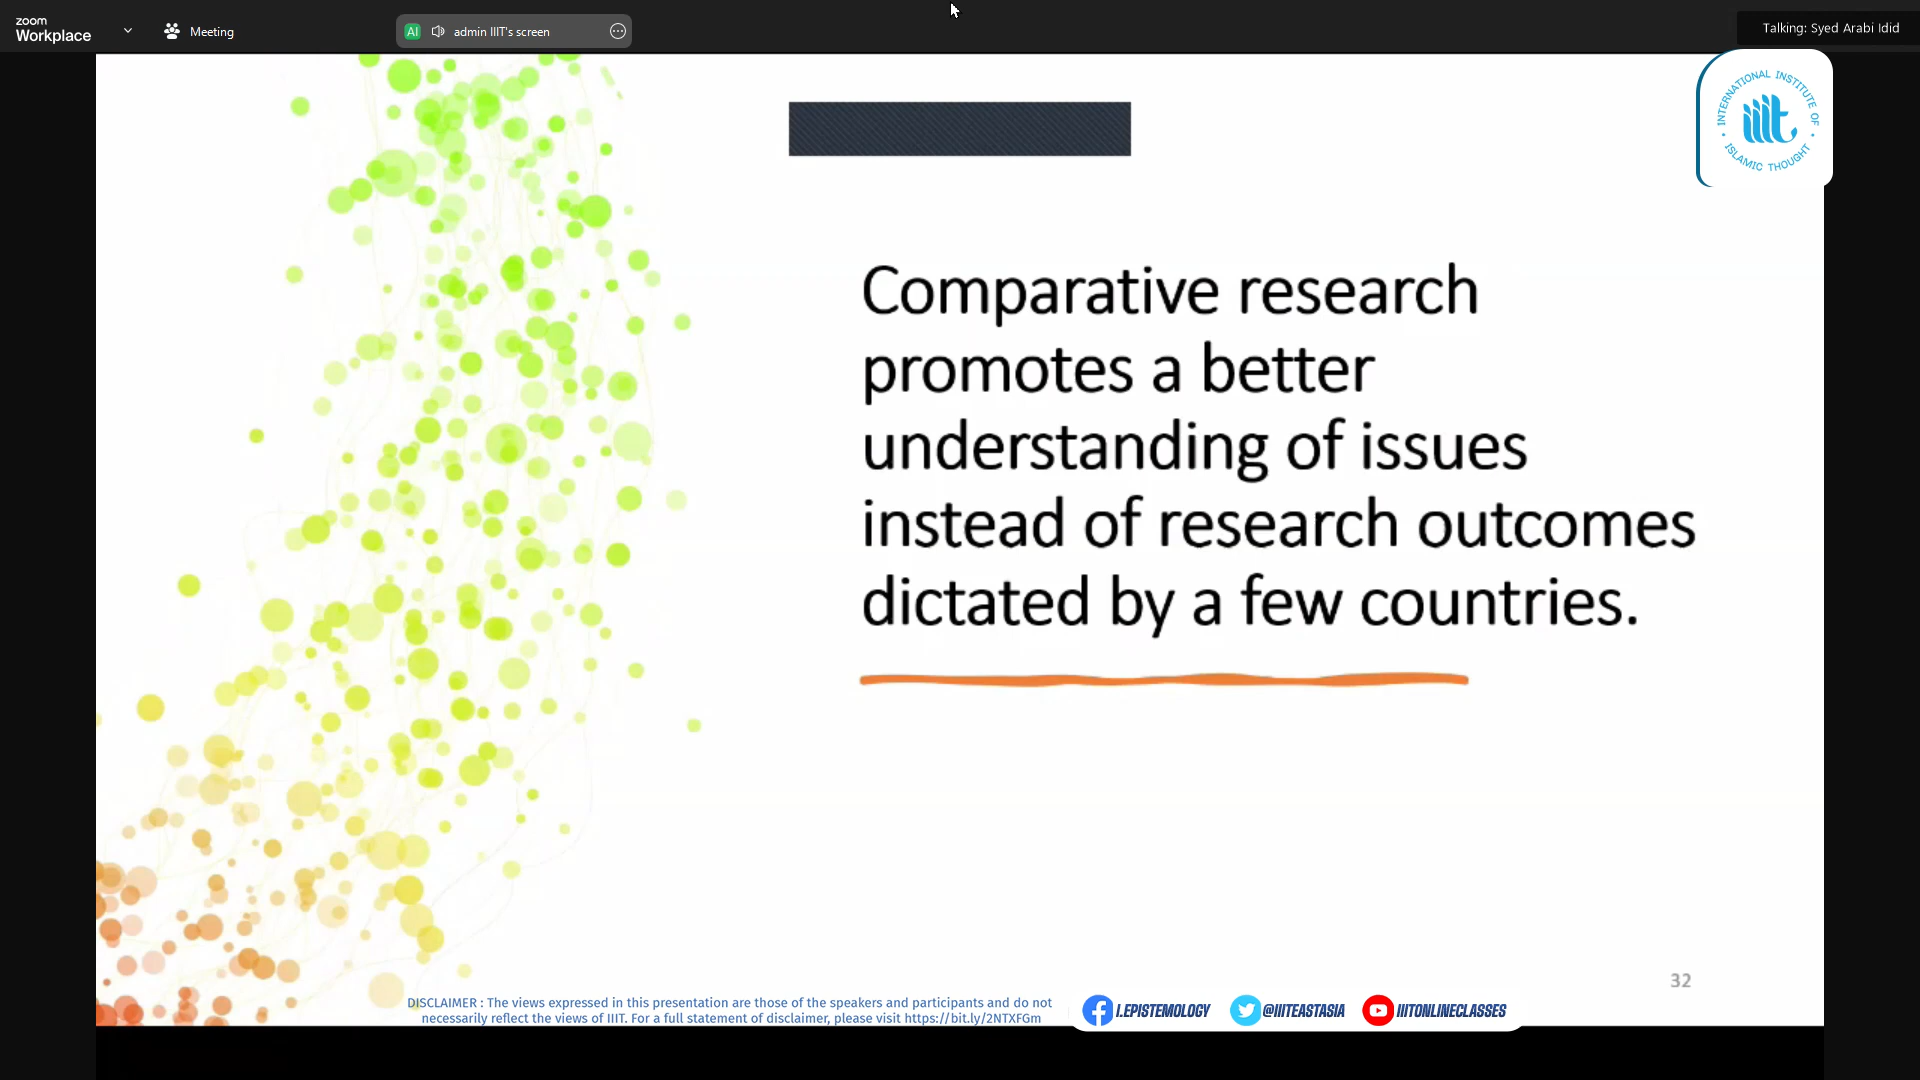 zoom
Workplace
Meeting
AI
admin IIIT's screen
Talking: Syed Arabi Idid
INTERNATIONAL INSTITUTE OF
iiit
ISLAMIC THOUGHT
Comparative research
promotes a better
understanding of issues
instead of research outcomes
dictated by a few countries.
32
DISCLAIMER : The views expressed in this presentation are those of the speakers and participants and do not
necessarily reflect the views of IIIT. For a full statement of disclaimer, please visit https://bit.ly/2NTXFGm
I.EPISTEMOLOGY
@IIITEASTASIA
IIITONLINECLASSES